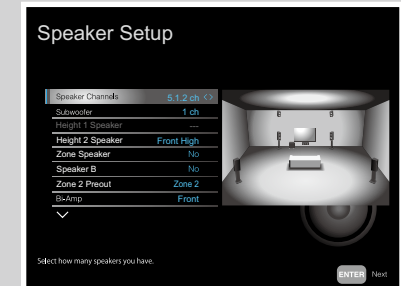 Speaker Setup
Speaker Channels 5.1.2 ch <>
Subwoofer 1 ch
Height 1 Speaker ---
Height 2 Speaker Front High
Zone Speaker No
Speaker B No
Zone 2 Preout Zone 2
Bi-Amp Front
Select how many speakers you have.
ENTER Next